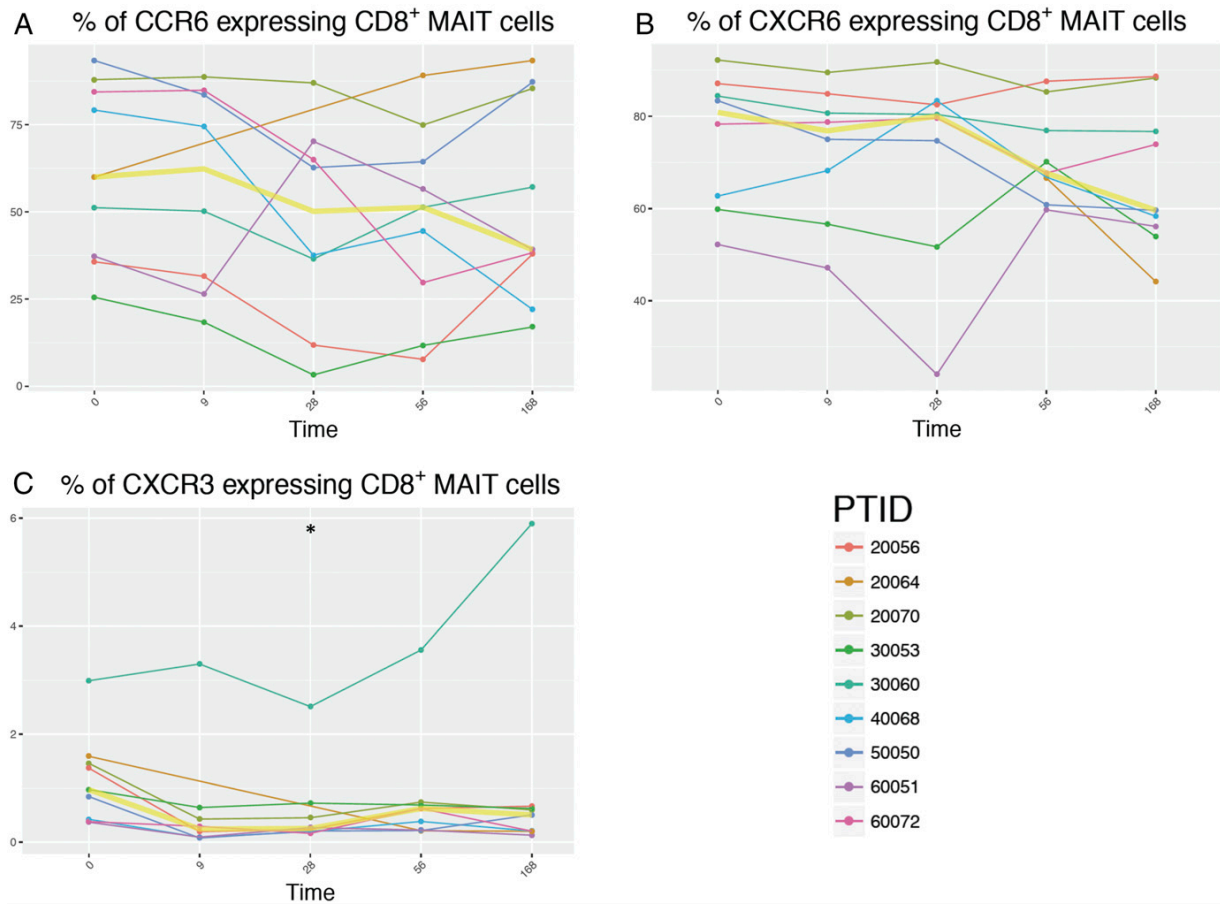 A % of CCR6 expressing CD8+ MAIT cells
75
50
25
0
0 9 28 56 168
Time
B % of CXCR6 expressing CD8+ MAIT cells
80
60
40
0 9 28 56 168
Time
C % of CXCR3 expressing CD8+ MAIT cells
6
*
4
2
0
0 9 28 56 168
Time
PTID
20056
20064
20070
30053
30060
40068
50050
60051
60072